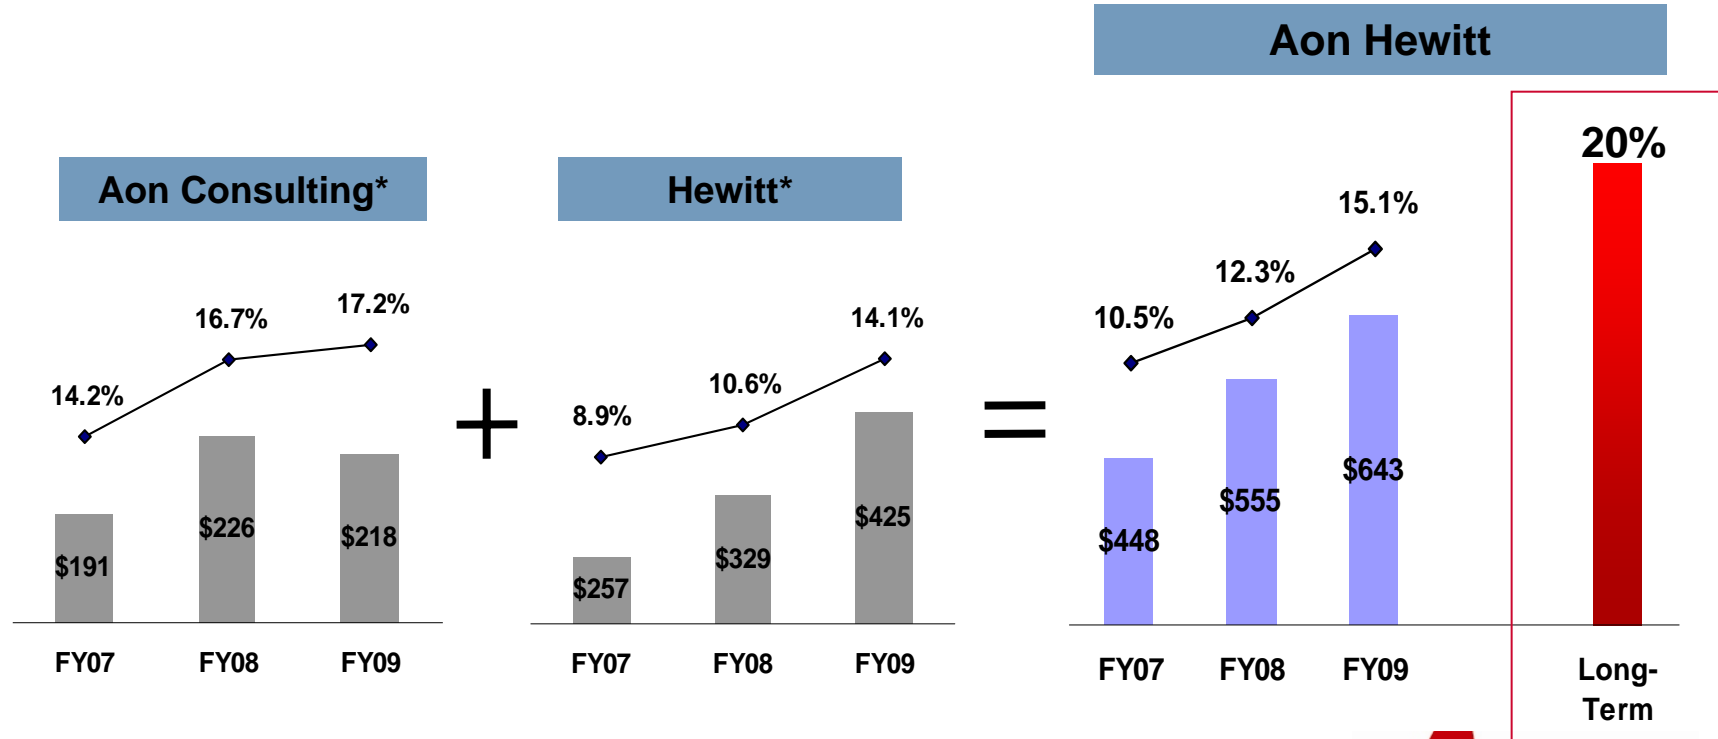 Aon Hewitt
20%
Aon Consulting*
Hewitt*
14.2%
16.7%
17.2%
$191
$226
$218
FY07
FY08
FY09
+
8.9%
10.6%
14.1%
$257
$329
$425
FY07
FY08
FY09
=
10.5%
12.3%
15.1%
$448
$555
$643
FY07
FY08
FY09
Long-
Term